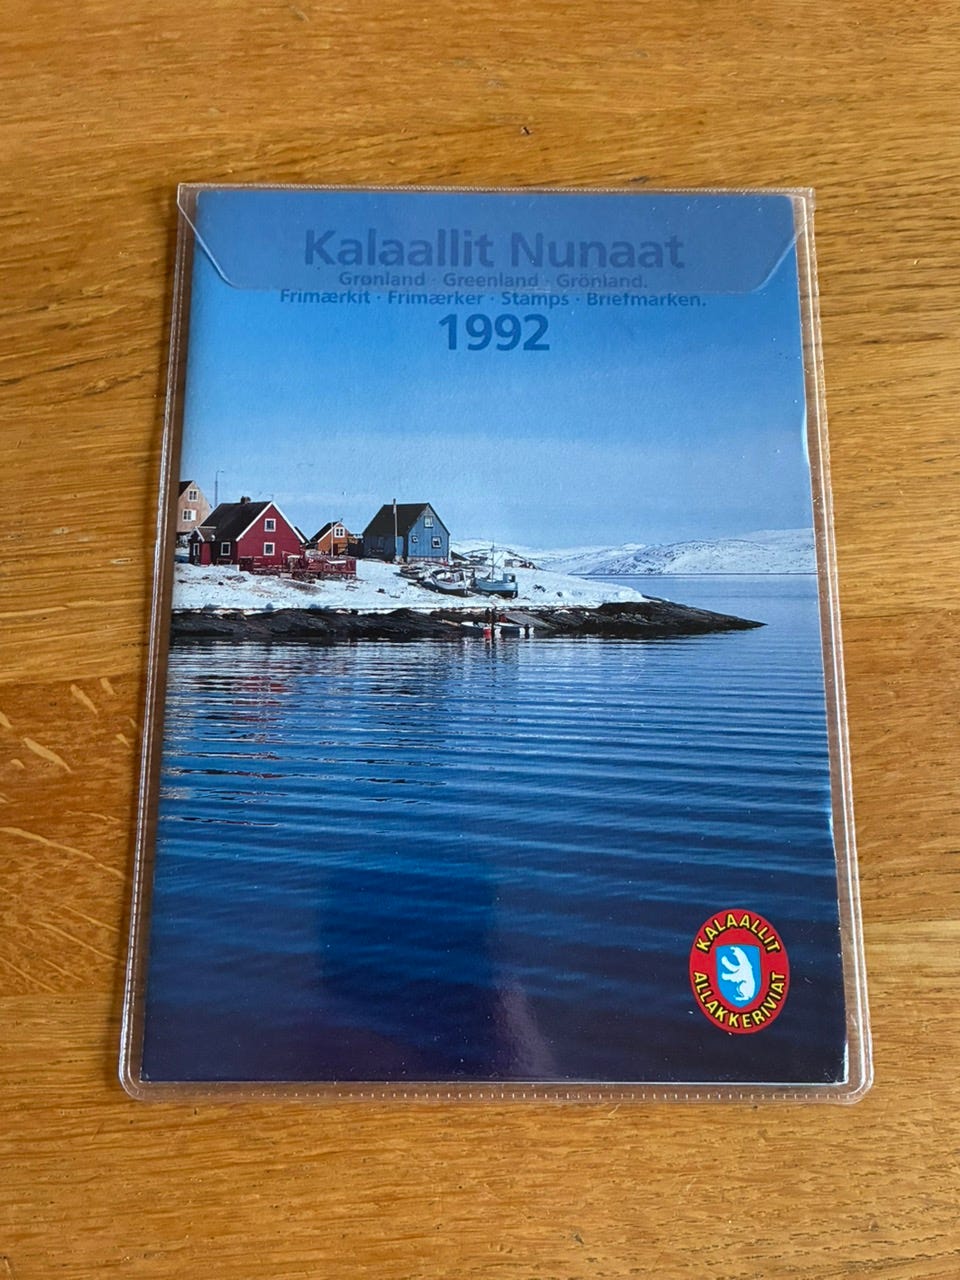 Kalaallit Nunaat
Grønland · Greenland · Grönland.
Frimærkit · Frimærker · Stamps · Briefmarken.
1992
KALAALLIT
ALLAKKERIVIAT